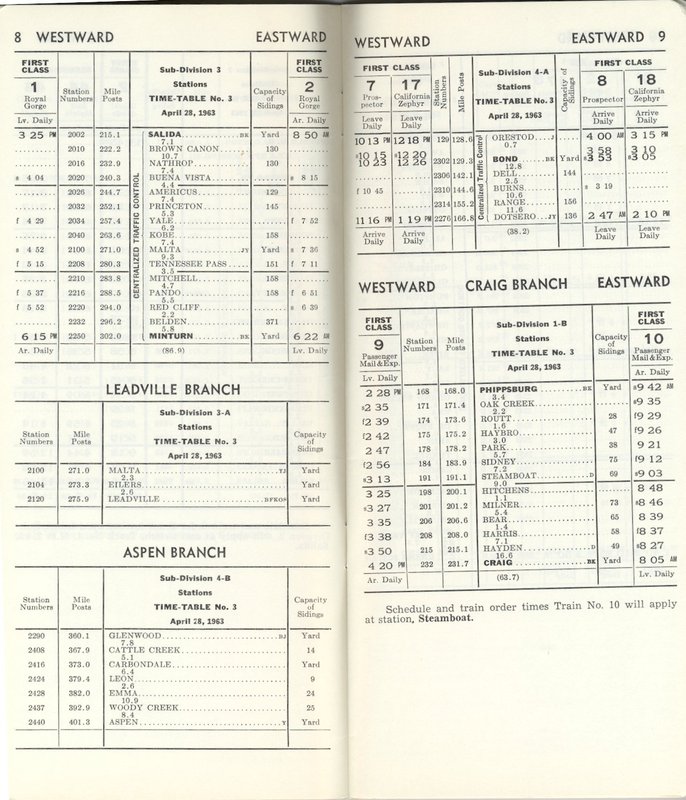 8 WESTWARD EASTWARD
FIRST CLASS Station Numbers Mile Posts Sub-Division 3 Stations TIME-TABLE No. 3 April 28, 1963 Capacity of Sidings FIRST CLASS
1 Royal Gorge 2 Royal Gorge
Lv. Daily Ar. Daily
CENTRALIZED TRAFFIC CONTROL
3 25 PM 2002 215.1 SALIDA BK Yard 8 50 AM
7.1
2010 222.2 BROWN CANON 130
10.7
2016 232.9 NATHROP 130
7.4
s 4 04 2020 240.3 BUENA VISTA s 8 15
4.4
2026 244.7 AMERICUS 129
7.4
2032 252.1 PRINCETON 145
5.3
f 4 29 2034 257.4 YALE f 7 52
6.2
2040 263.6 KOBE 158
7.4
s 4 52 2100 271.0 MALTA JY Yard s 7 36
9.3
f 5 15 2208 280.3 TENNESSEE PASS 151 f 7 11
3.5
2210 283.8 MITCHELL 158
4.7
f 5 37 2216 288.5 PANDO 158 f 6 51
5.5
f 5 52 2220 294.0 RED CLIFF s 6 39
2.2
2232 296.2 BELDEN 371
5.8
6 15 PM 2250 302.0 MINTURN BK Yard 6 22 AM
Ar. Daily (86.9) Lv. Daily
LEADVILLE BRANCH
Station Numbers Mile Posts Sub-Division 3-A Stations TIME-TABLE No. 3 April 28, 1963 Capacity of Sidings
2100 271.0 MALTA YJ Yard
2.3
2104 273.3 EILERS Yard
2.6
2120 275.9 LEADVILLE BFKOS Yard
ASPEN BRANCH
Station Numbers Mile Posts Sub-Division 4-B Stations TIME-TABLE No. 3 April 28, 1963 Capacity of Sidings
2290 360.1 GLENWOOD BJ Yard
7.8
2408 367.9 CATTLE CREEK 14
5.1
2416 373.0 CARBONDALE Yard
6.4
2424 379.4 LEON 9
2.6
2428 382.0 EMMA 24
10.9
2437 392.9 WOODY CREEK 25
8.4
2440 401.3 ASPEN Y Yard
WESTWARD EASTWARD 9
FIRST CLASS Station Numbers Mile Posts Sub-Division 4-A Stations TIME-TABLE No. 3 April 28, 1963 Capacity of Sidings FIRST CLASS
7 Prospector 17 California Zephyr 8 Prospector 18 California Zephyr
Leave Daily Leave Daily Arrive Daily Arrive Daily
Centralized Traffic Control
10 13 PM 12 18 PM 129 128.6 ORESTOD J 4 00 AM 3 15 PM
0.7
s 10 15 s 12 20 3 58 3 10
10 23 12 26 2302 129.3 BOND BK Yard s 3 53 s 3 05
12.8
2306 142.1 DELL 144
2.5
f 10 45 2310 144.6 BURNS s 3 19
10.6
2314 155.2 RANGE 156
11.6
11 16 PM 1 19 PM 2276 166.8 DOTSERO JY 136 2 47 AM 2 10 PM
Arrive Daily Arrive Daily (38.2) Leave Daily Leave Daily
WESTWARD CRAIG BRANCH EASTWARD
FIRST CLASS Station Numbers Mile Posts Sub-Division 1-B Stations TIME-TABLE No. 3 April 28, 1963 Capacity of Sidings FIRST CLASS
9 Passenger Mail & Exp. 10 Passenger Mail & Exp.
Lv. Daily Ar. Daily
2 28 PM 168 168.0 PHIPPSBURG BK Yard s 9 42 AM
3.4
s 2 35 171 171.4 OAK CREEK s 9 35
2.2
f 2 39 174 173.6 ROUTT 28 f 9 29
1.6
f 2 42 175 175.2 HAYBRO 47 f 9 26
3.0
2 47 178 178.2 PARK 38 9 21
5.7
f 2 56 184 183.9 SIDNEY 75 f 9 12
7.2
s 3 13 191 191.1 STEAMBOAT D 69 s 9 03
9.0
3 25 198 200.1 HITCHENS 8 48
1.1
s 3 27 201 201.2 MILNER 73 s 8 46
5.4
3 35 206 206.6 BEAR 65 8 39
1.4
f 3 38 208 208.0 HARRIS 58 f 8 37
7.1
s 3 50 215 215.1 HAYDEN D 49 s 8 27
16.6
4 20 PM 232 231.7 CRAIG BK Yard 8 05 AM
Ar. Daily (63.7) Lv. Daily
Schedule and train order times Train No. 10 will apply
at station, Steamboat.